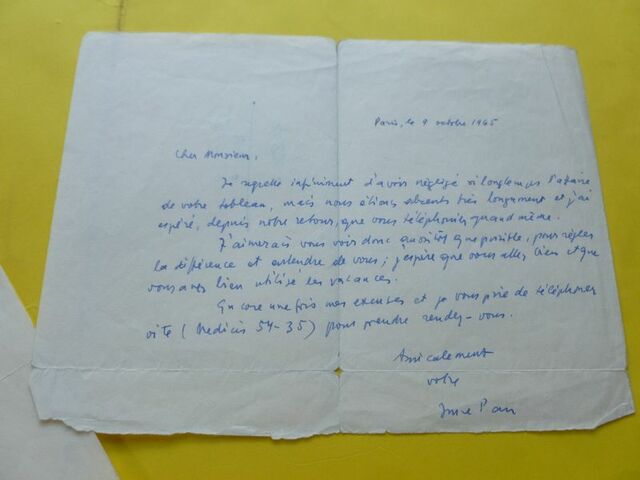 Paris, le 9 octobre 1965
Cher Monsieur,
Je regrette infiniment d'avoir négligé si longtemps l'affaire
de votre tableau, mais nous étions absents très longument et j'ai
espéré, depuis notre retour, que vous téléphoniez quand même.
J'aimerais vous voir donc aussitôt que possible, pour régler
la différence et entendre de vous; j'espère que vous allez bien et que
vous avez bien utilisé les vacances.
Encore une fois mes excuses et je vous prie de téléphoner
vite (Medicis 54-35) pour prendre rendez-vous.
Amicalement
votre
Imre Pan